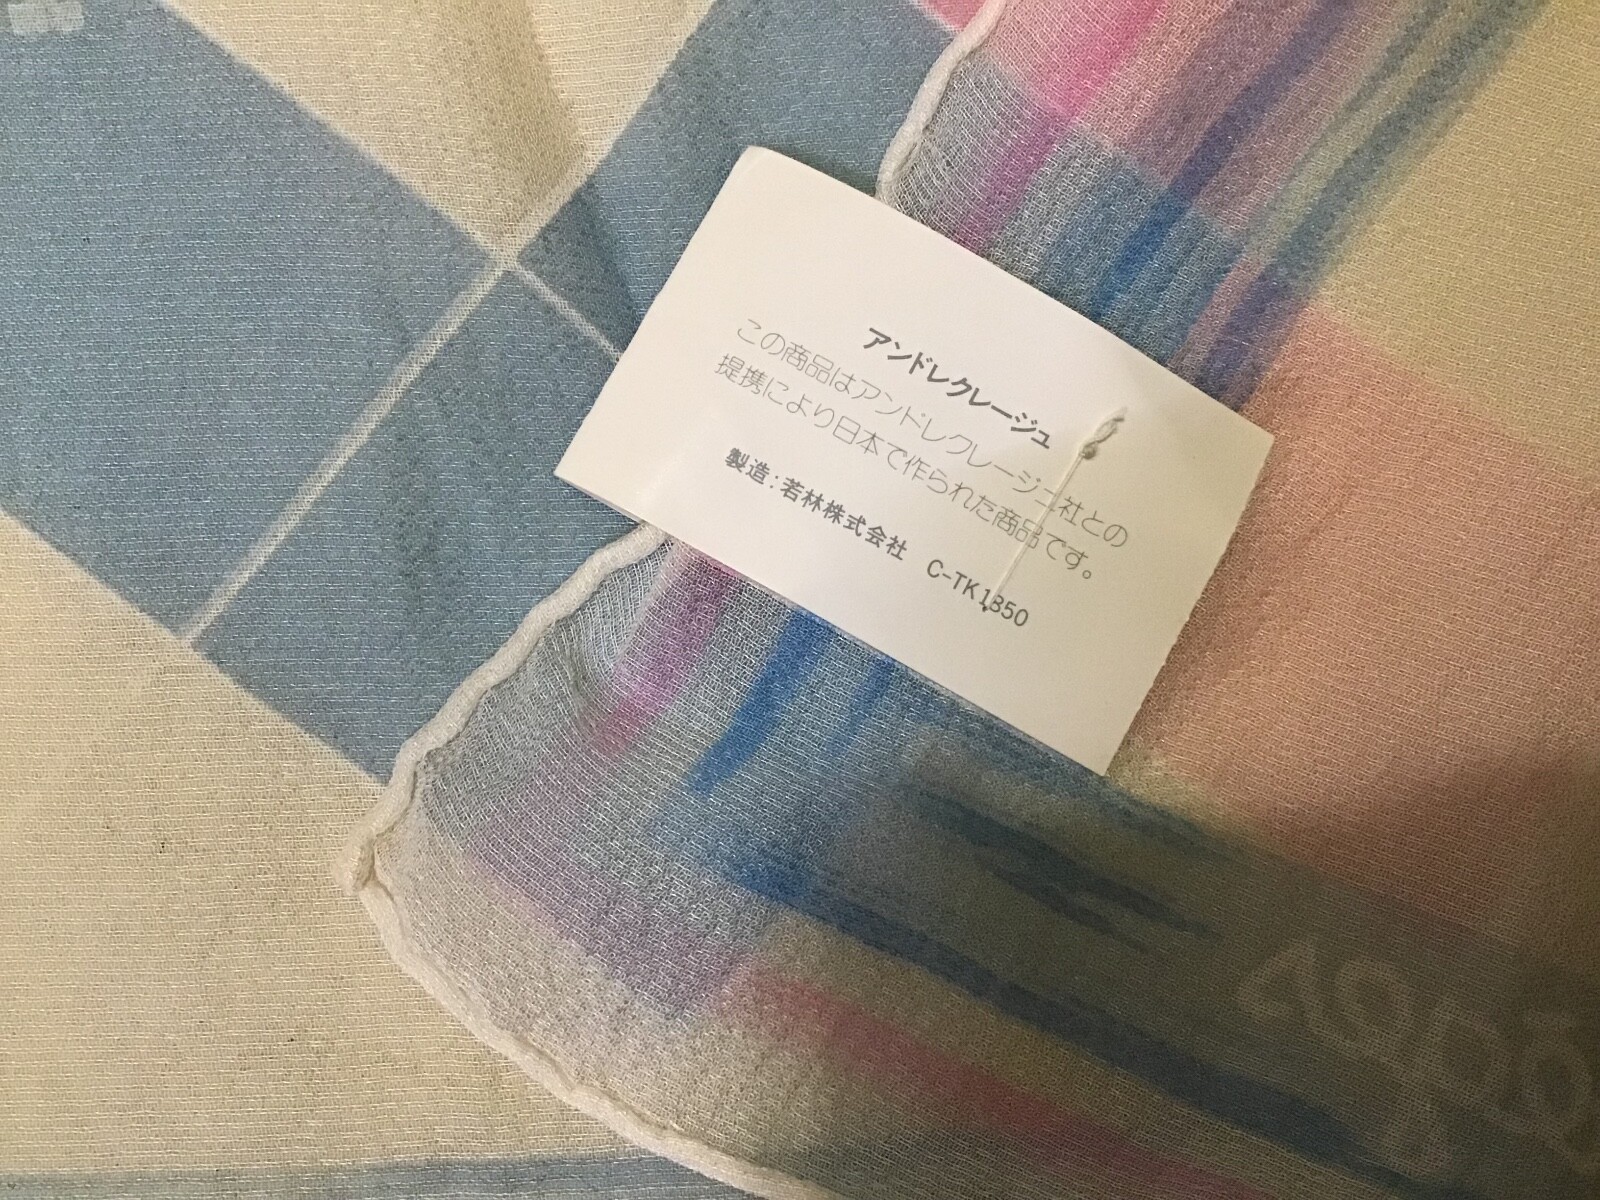 アンドレクレージュ
この商品はアンドレクレージュ社との
提携により日本で作られた商品です。
製造：若林株式会社　C-TK1350